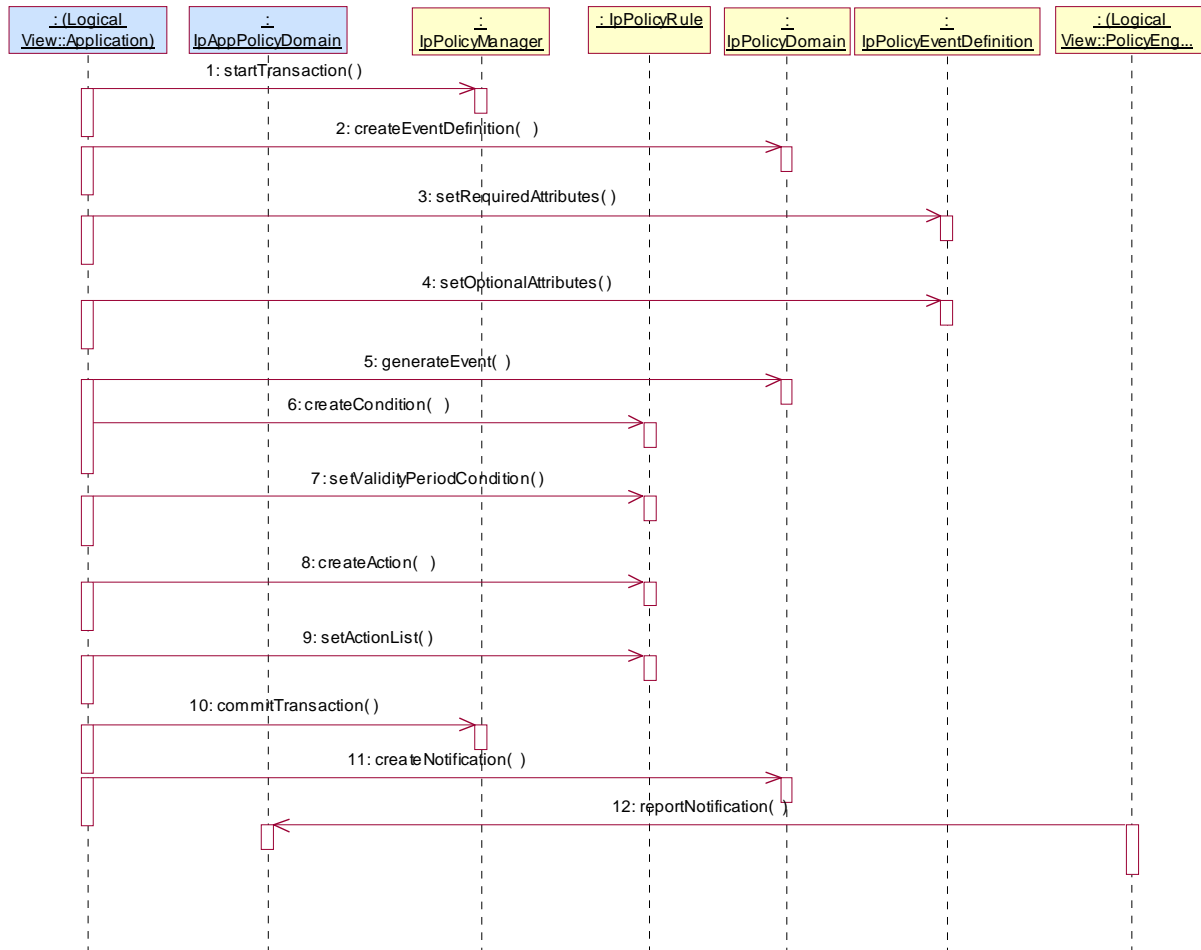 : (Logical
View::Application)
:
IpAppPolicyDomain
:
IpPolicyManager
: IpPolicyRule
:
IpPolicyDomain
:
IpPolicyEventDefinition
: (Logical
View::PolicyEng...
1: startTransaction( )
2: createEventDefinition(  )
3: setRequiredAttributes( )
4: setOptionalAttributes( )
5: generateEvent(  )
6: createCondition(  )
7: setValidityPeriodCondition( )
8: createAction(  )
9: setActionList( )
10: commitTransaction( )
11: createNotification(  )
12: reportNotification(  )